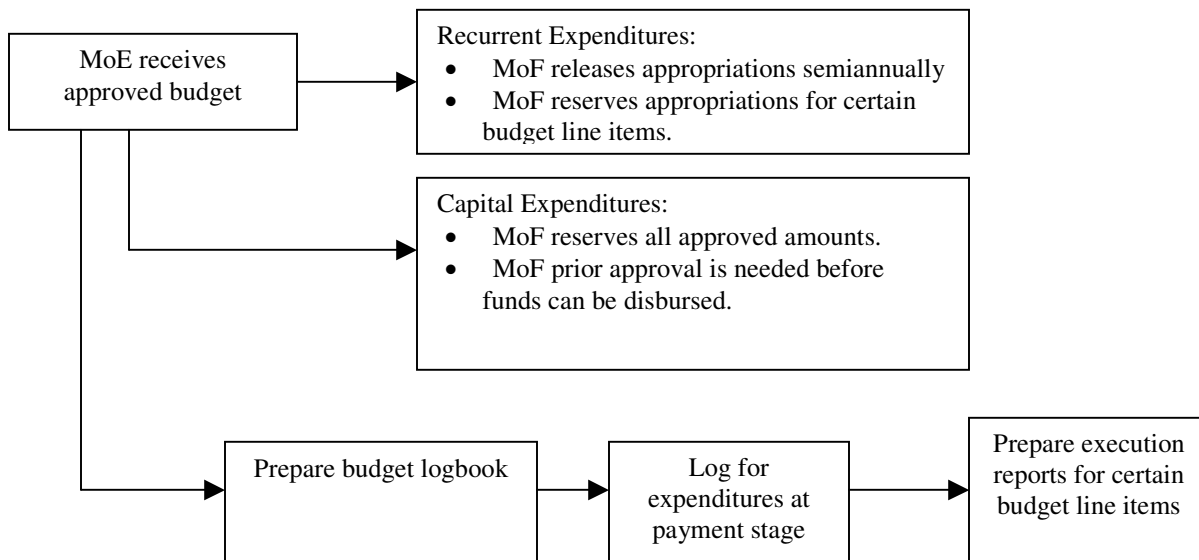 MoE receives
approved budget
Recurrent Expenditures:
• MoF releases appropriations semiannually
• MoF reserves appropriations for certain
budget line items.
Capital Expenditures:
• MoF reserves all approved amounts.
• MoF prior approval is needed before
funds can be disbursed.
Prepare budget logbook
Log for
expenditures at
payment stage
Prepare execution
reports for certain
budget line items